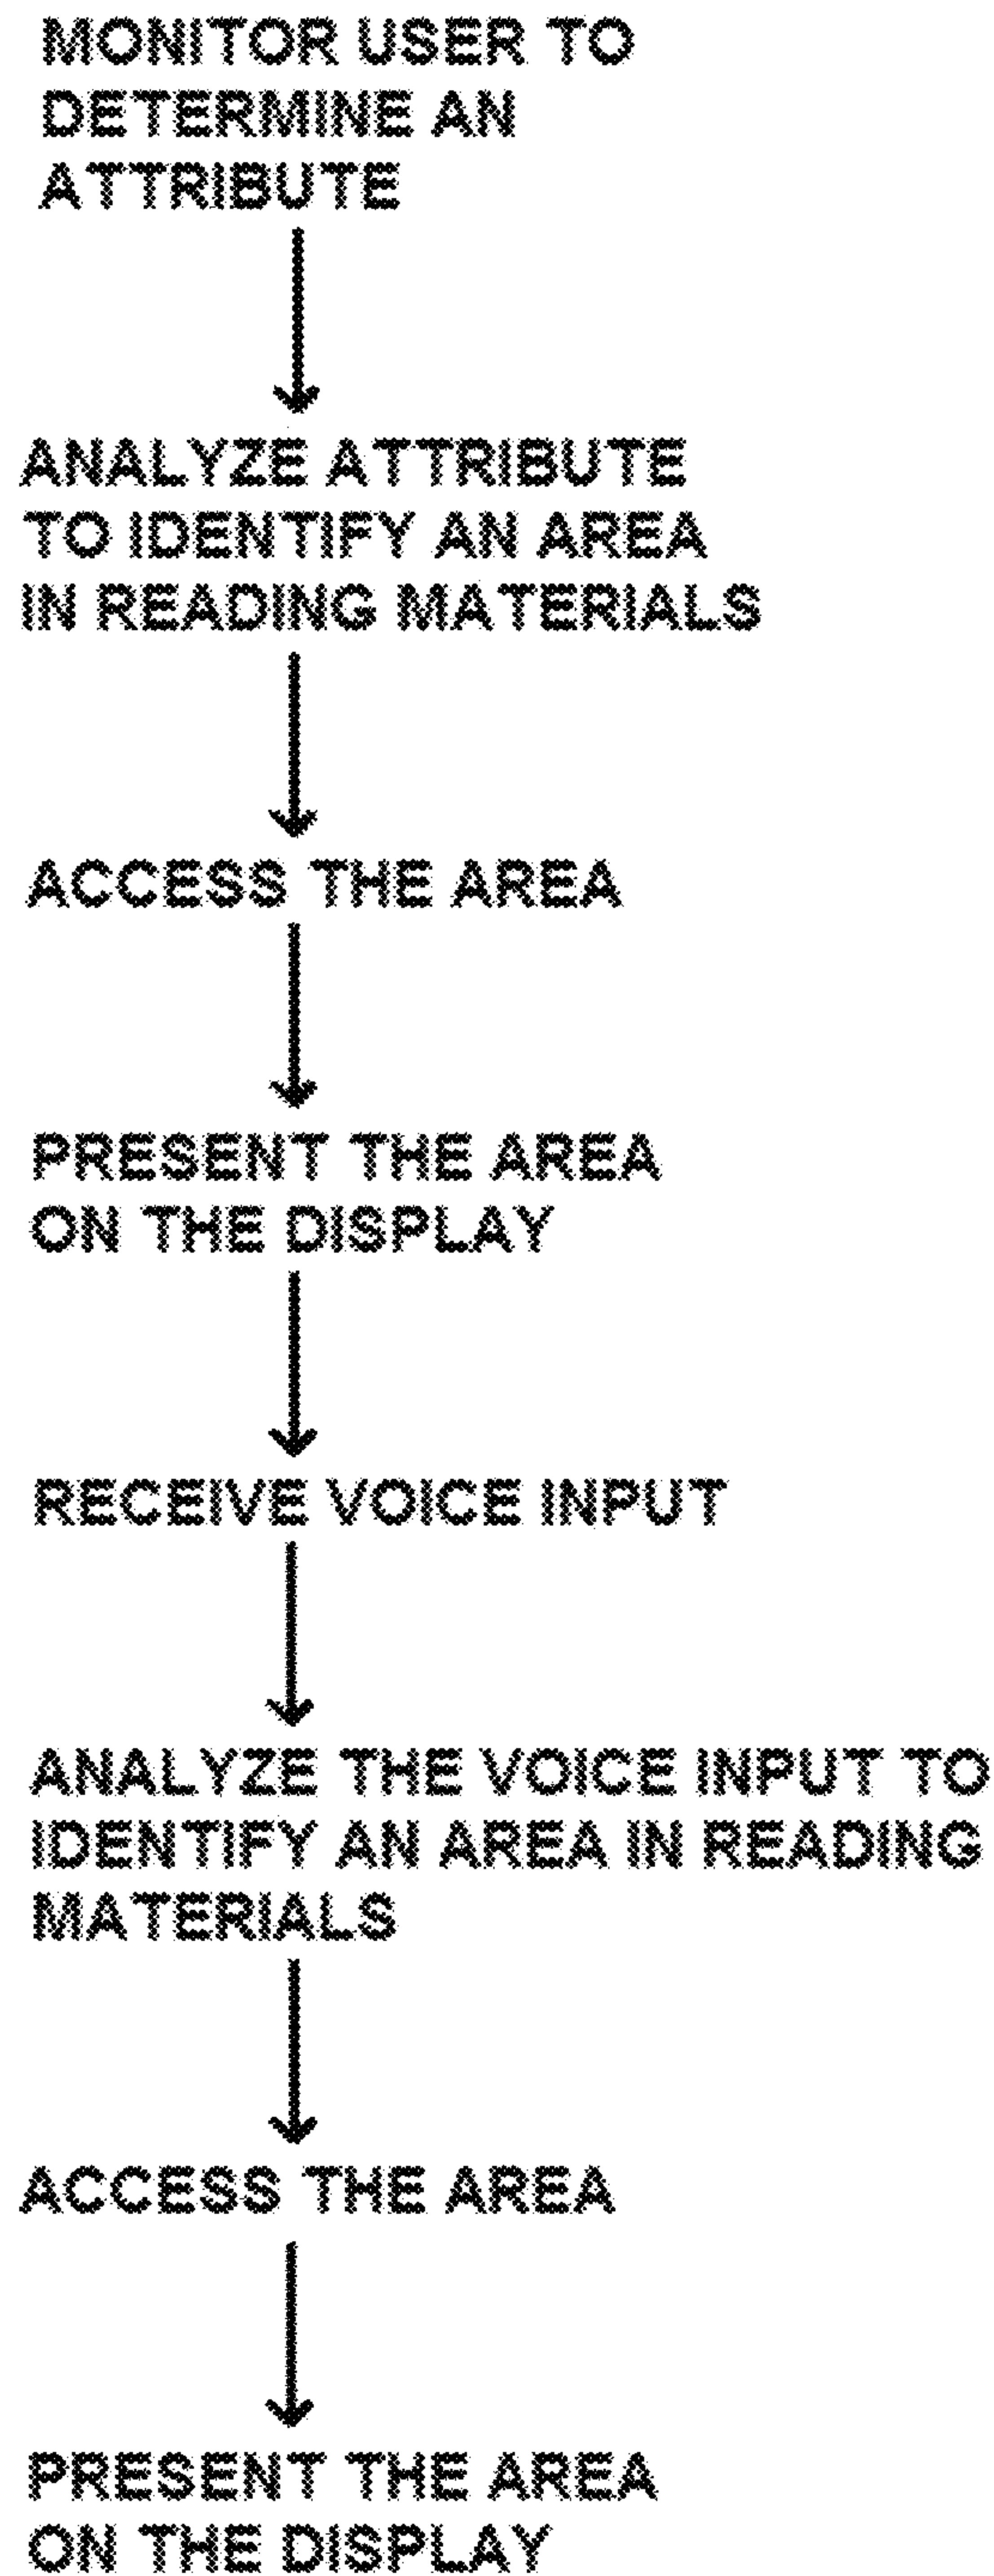 MONITOR USER TO
DETERMINE AN
ATTRIBUTE
ANALYZE ATTRIBUTE
TO IDENTIFY AN AREA
IN READING MATERIALS
ACCESS THE AREA
PRESENT THE AREA
ON THE DISPLAY
RECEIVE VOICE INPUT
ANALYZE THE VOICE INPUT TO
IDENTIFY AN AREA IN READING
MATERIALS
ACCESS THE AREA
PRESENT THE AREA
ON THE DISPLAY